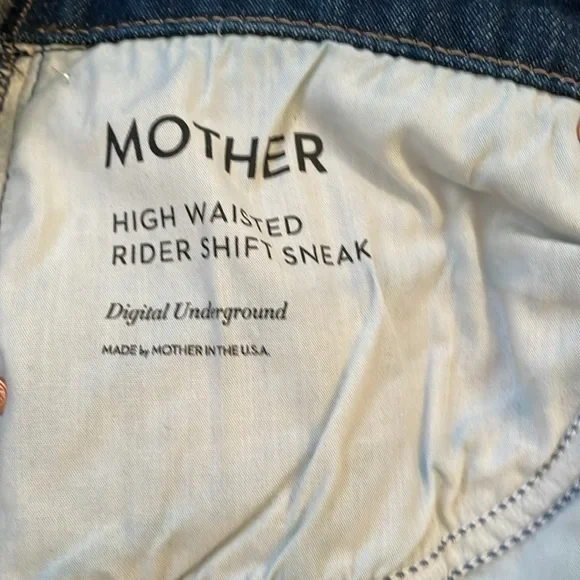 MOTHER
HIGH WAISTED
RIDER SHIFT SNEAK
Digital Underground
MADE by MOTHER IN THE U.S.A.